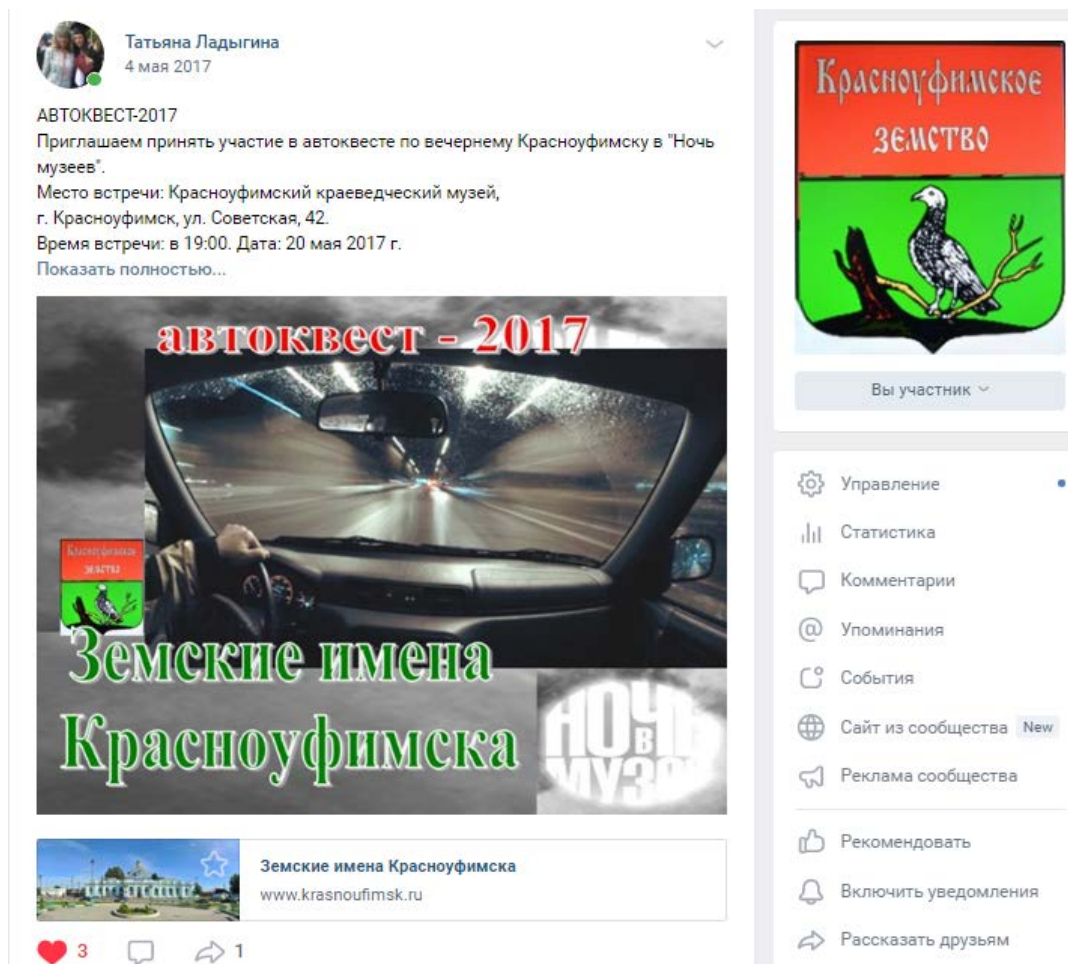 Татьяна Ладыгина
4 мая 2017
АВТОКВЕСТ-2017
Приглашаем принять участие в автоквесте по вечернему Красноуфимску в "Ночь
музеев".
Место встречи: Красноуфимский краеведческий музей,
г. Красноуфимск, ул. Советская, 42.
Время встречи: в 19:00. Дата: 20 мая 2017 г.
Показать полностью...
автоквест - 2017
Красноуфимское
земство
Земские имена
Красноуфимска
НОЧЬ
В
МУЗЕЕ
Земские имена Красноуфимска
www.krasnoufimsk.ru
3
1
Красноуфимское
земство
Вы участник
Управление
Статистика
Комментарии
Упоминания
События
Сайт из сообщества New
Реклама сообщества
Рекомендовать
Включить уведомления
Рассказать друзьям